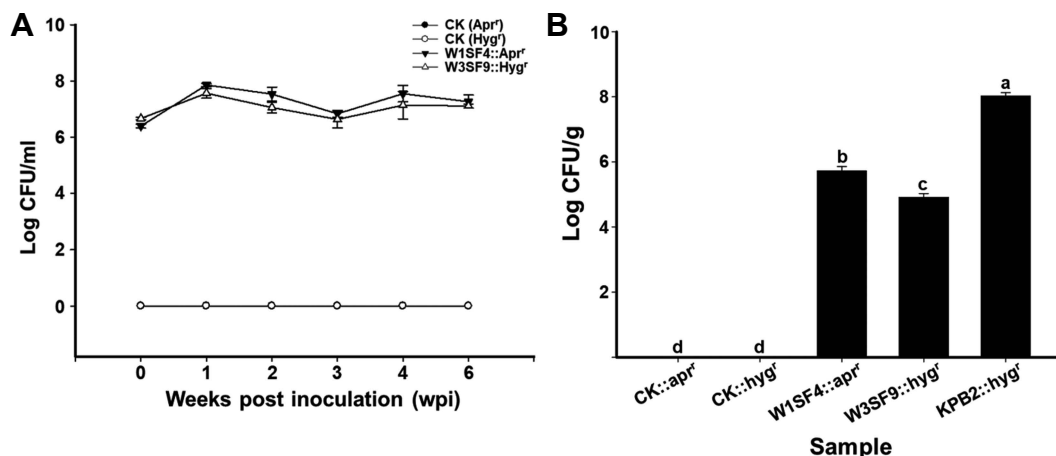 A
10
8
6
4
2
0
Log CFU/ml
0 1 2 3 4 6
Weeks post inoculation (wpi)
CK (Aprʳ)
CK (Hygʳ)
W1SF4::Aprʳ
W3SF9::Hygʳ
B
10
8
6
4
2
Log CFU/g
d d b c a
CK::aprʳ
CK::hygʳ
W1SF4::aprʳ
W3SF9::hygʳ
KPB2::hygʳ
Sample